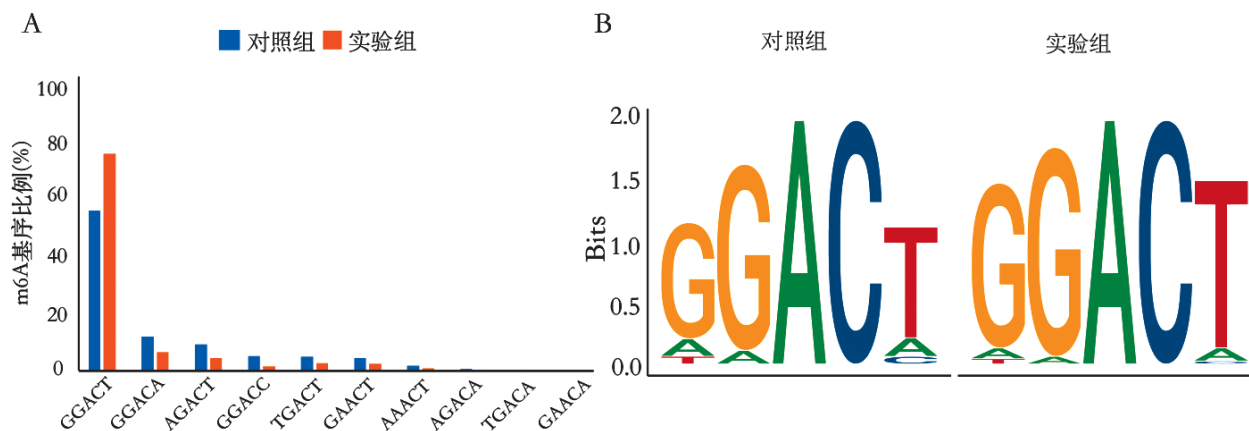 A
对照组 实验组
m6A基序比例(%)
100
80
60
40
20
0
GGACT GGACA AGACT GGACC TGACT GAACT AAACT AGACA TGACA GAACA
B
对照组 实验组
Bits
2.0
1.5
1.0
0.5
0.0
GGACT GGACT
A A A A A A
T C T C